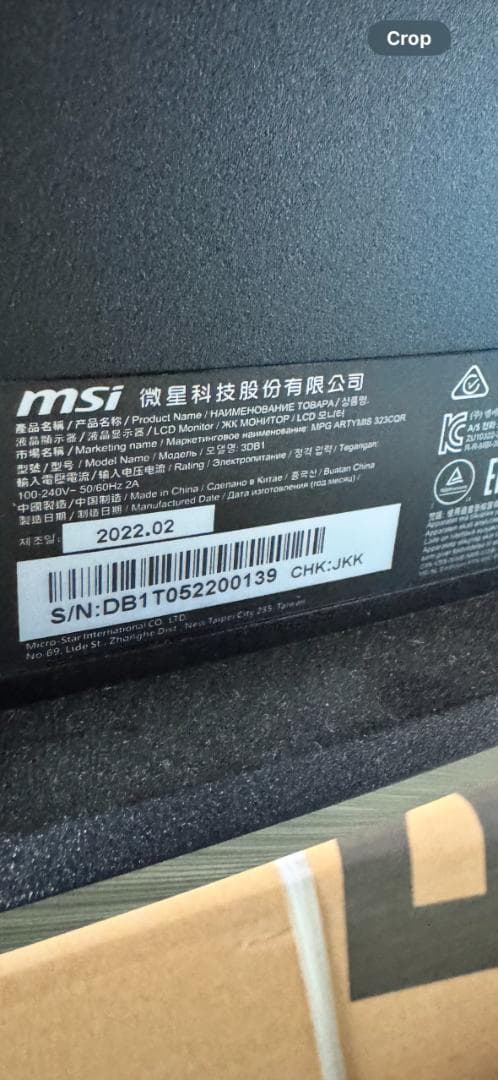 Crop
msi 微星科技股份有限公司
產品名稱 / 产品名称 / Product Name / НАИМЕНОВАНИЕ ТОВАРА / 상품명:
液晶顯示器 / 液晶显示器 / LCD Monitor / ЖК МОНИТОР / LCD 모니터
市場名稱 / Marketing name / Маркетинговое наименование: MPG ARTYMIS 323CQR
型號 / 型号 / Model Name / Модель / 모델명: 3DB1
輸入電壓電流 / 输入电压电流 / Rating / Электропитание / 정격 입력 / Tegangan:
100-240V~ 50/60Hz 2A
中國製造 / 中国制造 / Made in China / Сделано в Китае / 중국산 / Buatan China
製造日期 / 制造日期 / Manufactured Date / Дата изготовления (год месяц) /
제조일: 2022.02
S/N:DB1T052200139 CHK:JKK
Micro-Star International CO., LTD.
No.69, Lide St., Zhonghe Dist., New Taipei City 235, Taiwan